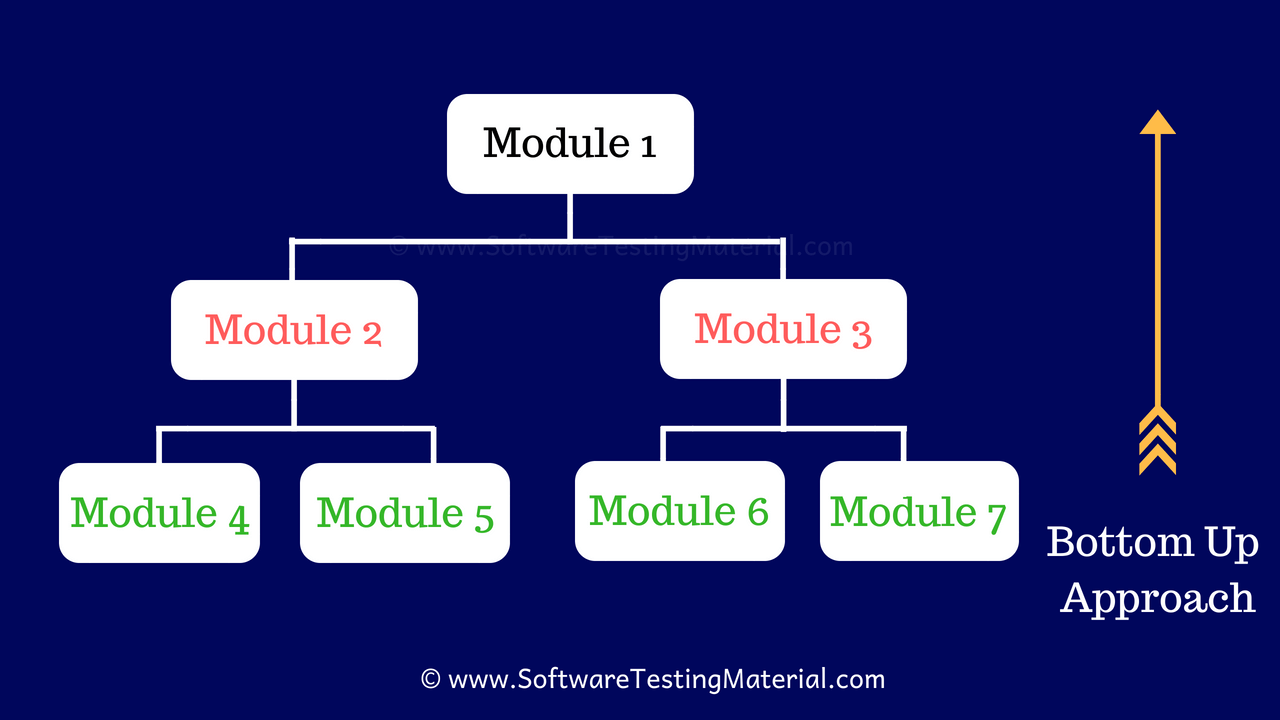 Module 1
© www.SoftwareTestingMaterial.com
Module 2
Module 3
Module 4
Module 5
Module 6
Module 7
Bottom Up
Approach
© www.SoftwareTestingMaterial.com